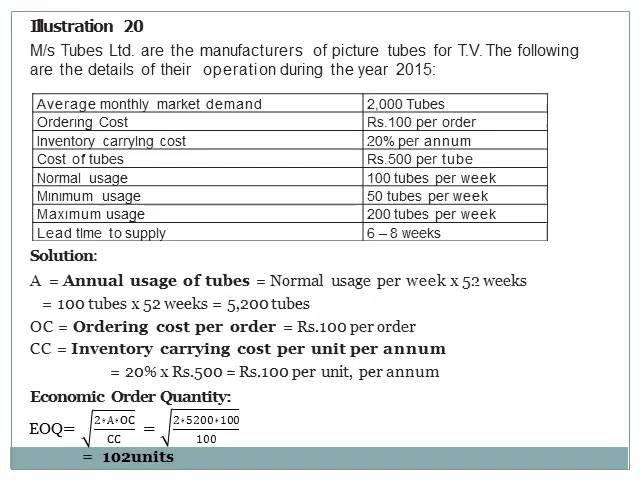 Illustration 20
M/s Tubes Ltd. are the manufacturers of picture tubes for T.V. The following
are the details of their operation during the year 2015:
Average monthly market demand 2,000 Tubes
Ordering Cost Rs.100 per order
Inventory carrying cost 20% per annum
Cost of tubes Rs.500 per tube
Normal usage 100 tubes per week
Minimum usage 50 tubes per week
Maximum usage 200 tubes per week
Lead time to supply 6 – 8 weeks
Solution:
A = Annual usage of tubes = Normal usage per week x 52 weeks
= 100 tubes x 52 weeks = 5,200 tubes
OC = Ordering cost per order = Rs.100 per order
CC = Inventory carrying cost per unit per annum
= 20% x Rs.500 = Rs.100 per unit, per annum
Economic Order Quantity:
EOQ= √(2*A*OC / CC) = √(2*5200*100 / 100)
= 102units